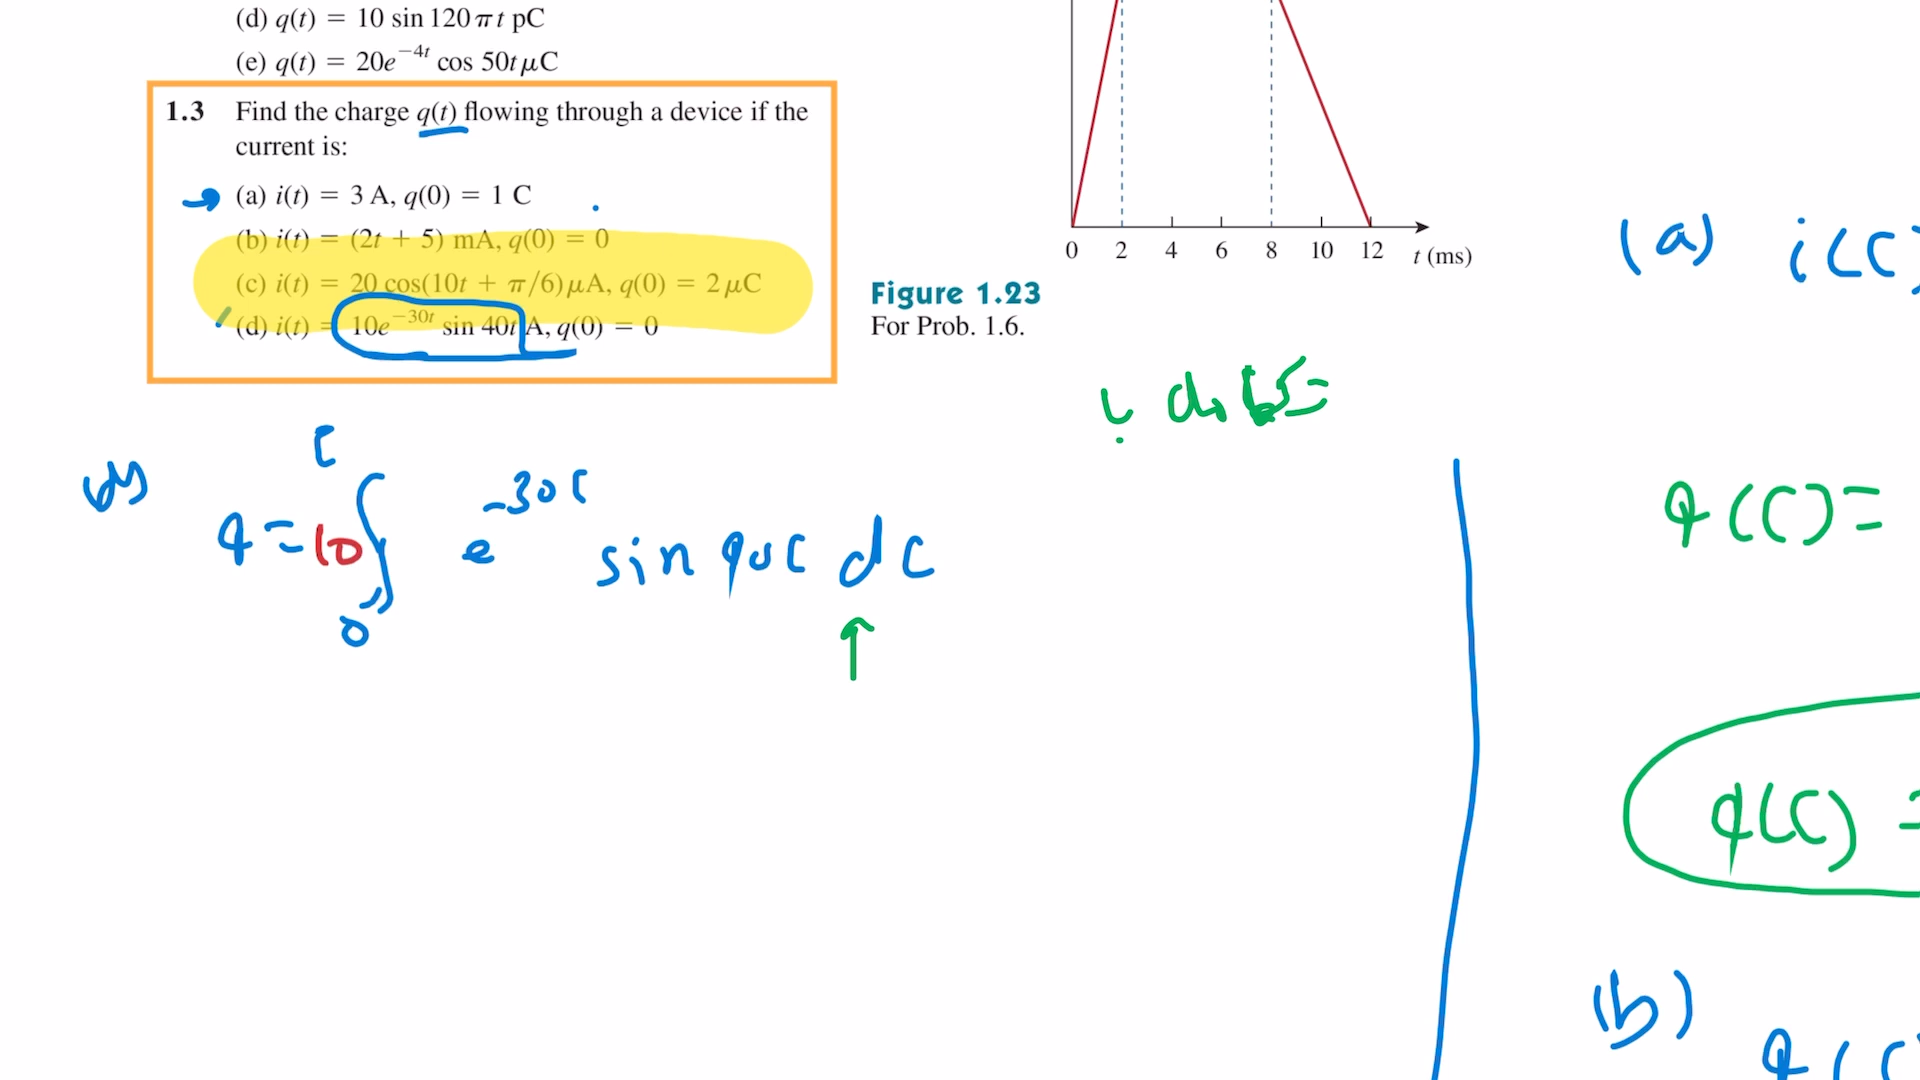 (d) q(t) = 10 sin 120πt pC
(e) q(t) = 20e⁻⁴ᵗ cos 50t μC
1.3 Find the charge q(t) flowing through a device if the
current is:
(a) i(t) = 3 A, q(0) = 1 C
(b) i(t) = (2t + 5) mA, q(0) = 0
(c) i(t) = 20 cos(10t + π/6) μA, q(0) = 2 μC
(d) i(t) = 10e⁻³⁰ᵗ sin 40t A, q(0) = 0
0 2 4 6 8 10 12 t (ms)
Figure 1.23
For Prob. 1.6.
(a) i(t)
q(t) =
(d) q = 10 ∫₀ᵗ e⁻³⁰ᵗ sin 40t dt
q(t) =
(b)
q(t)